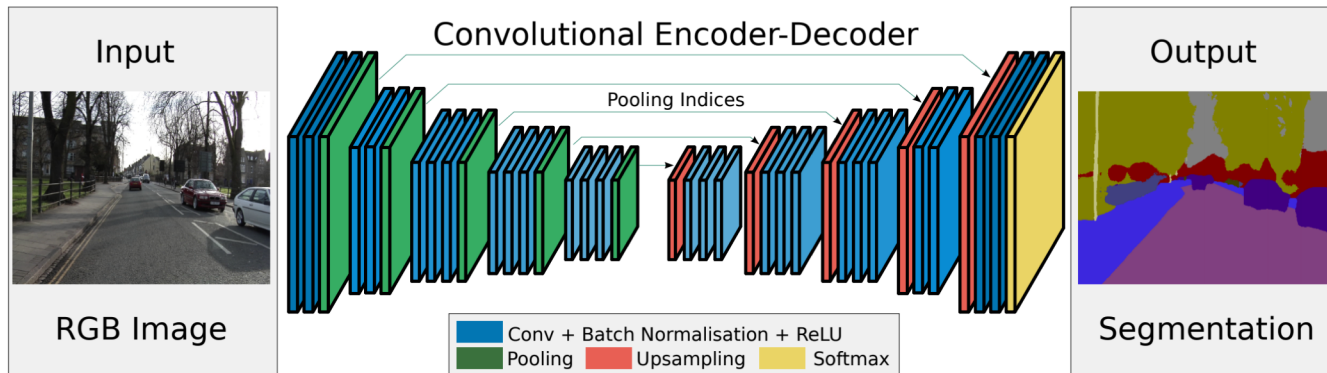 Input
RGB Image
Convolutional Encoder-Decoder
Pooling Indices
Conv + Batch Normalisation + ReLU
Pooling Upsampling Softmax
Output
Segmentation